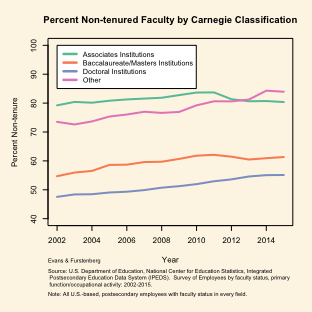 Percent Non-tenured Faculty by Carnegie Classification
100
90
80
70
60
50
40
Percent Non-tenure
Associates Institutions
Baccalaureate/Masters Institutions
Doctoral Institutions
Other
2002 2004 2006 2008 2010 2012 2014
Year
Evans & Furstenberg
Source: U.S. Department of Education, National Center for Education Statistics, Integrated
Postsecondary Education Data System (IPEDS). Survey of Employees by faculty status, primary
function/occupational activity: 2002-2015.
Note: All U.S.-based, postsecondary employees with faculty status in every field.